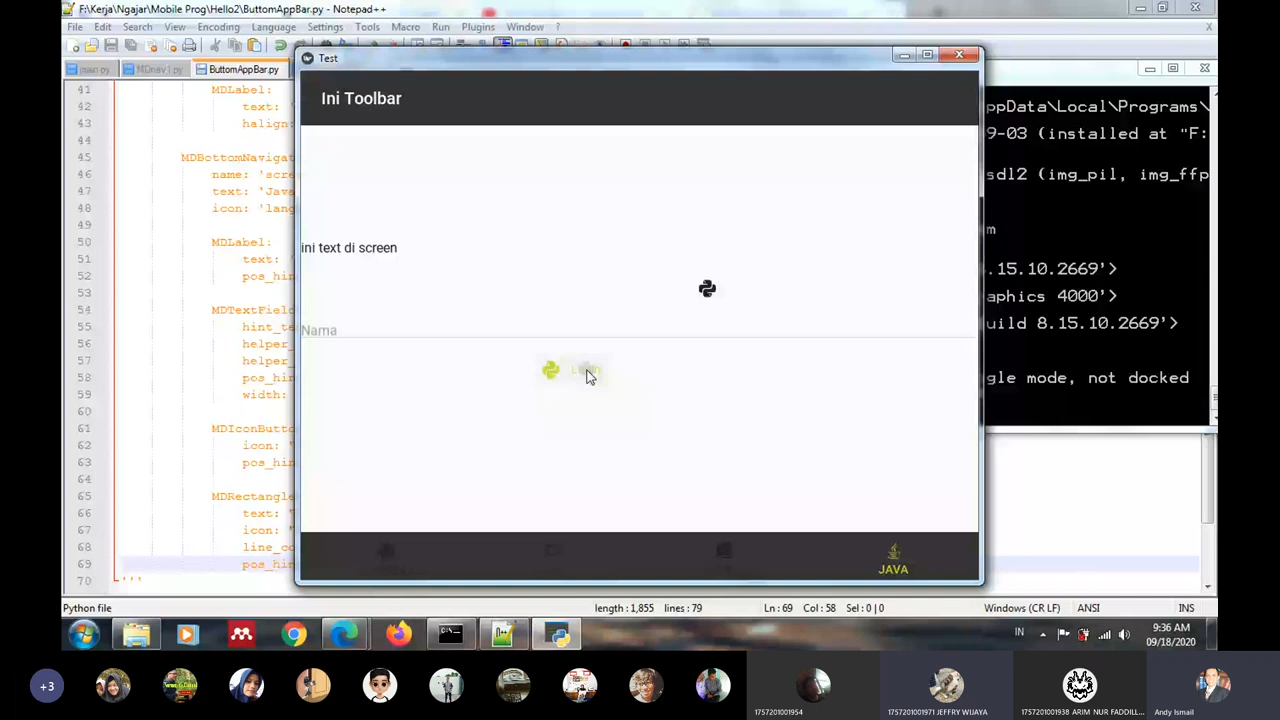 F:\Kerja\Ngajar\Mobile Prog\Hello2\ButtomAppBar.py - Notepad++
File Edit Search View Encoding Language Settings Tools Macro Run Plugins Window ?
X
main.py MDnav1.py ButtomAppBar.py
Test
Ini Toolbar
ini text di screen
Nama
JAVA
41 MDLabel:
42 text: '
43 halign:
44
45 MDBottomNavigat
46 name: 'scre
47 text: 'Java
48 icon: 'lang
49
50 MDLabel:
51 text: '
52 pos_hin
53
54 MDTextField
55 hint_te
56 helper_
57 helper_
58 pos_hin
59 width:
60
61 MDIconButto
62 icon: '
63 pos_hin
64
65 MDRectangle
66 text: '
67 icon: '
68 line_co
69 pos_hin
70 '''
AppData\Local\Programs\
9-03 (installed at "F:
sdl2 (img_pil, img_ffp
m
.15.10.2669'>
aphics 4000'>
uild 8.15.10.2669'>
gle mode, not docked
Python file length : 1,855 lines : 79 Ln : 69 Col : 58 Sel : 0 | 0 Windows (CR LF) ANSI INS
IN 9:36 AM
09/18/2020
+3
1757201001954 1757201001971 JEFFRY WIJAYA 1757201001938 ARIM NUR FADDILL... Andy Ismail